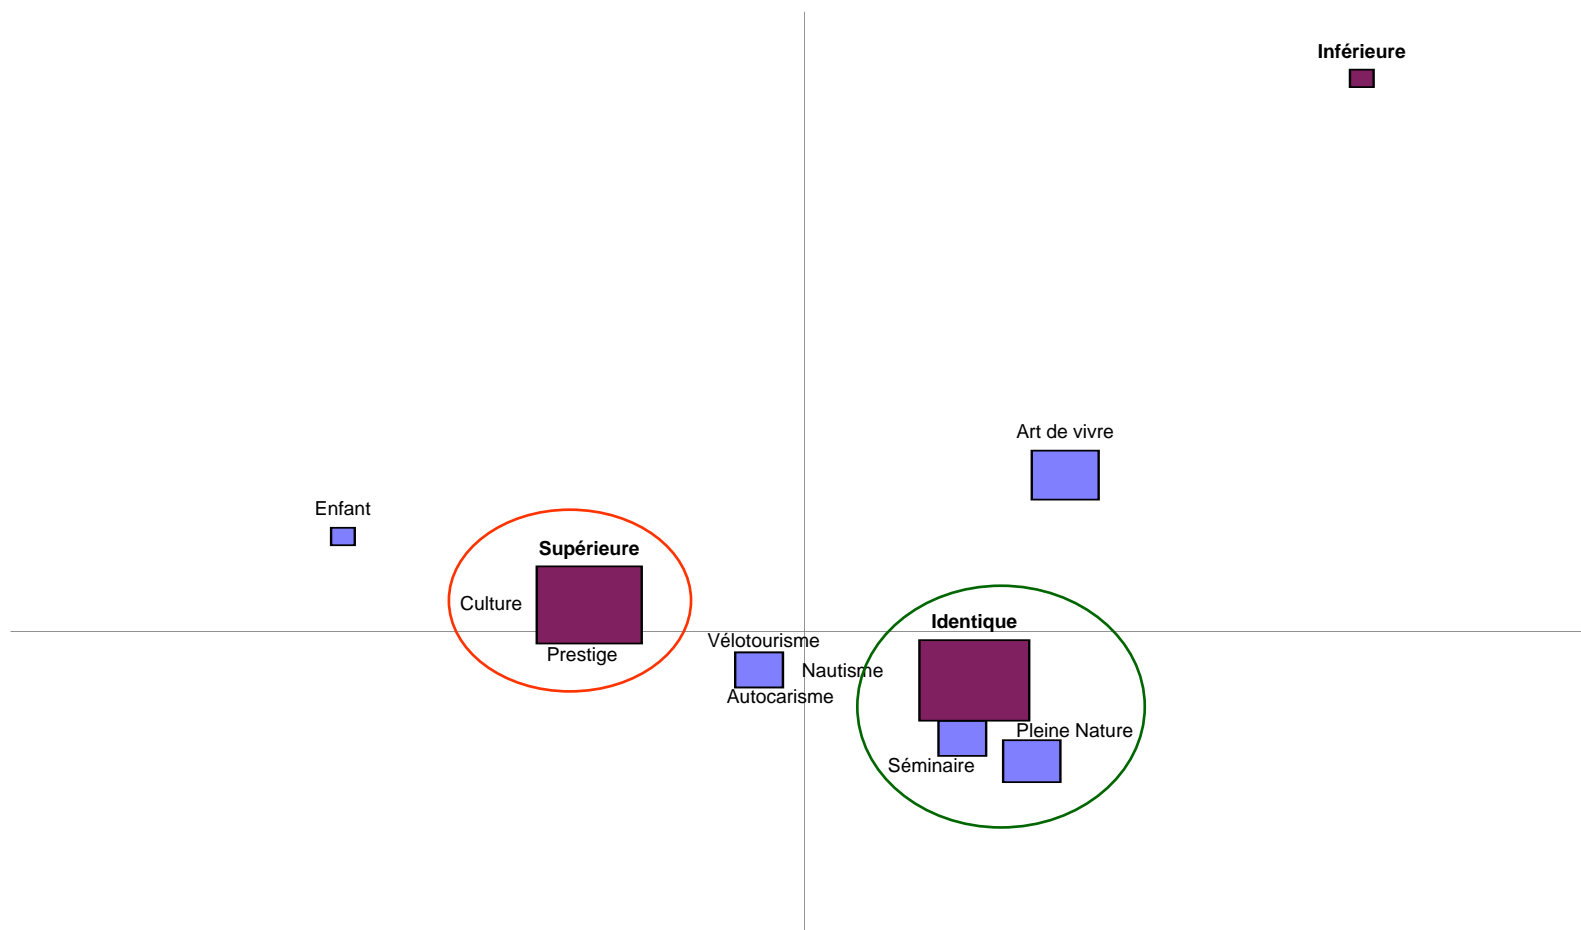 Inférieure
Art de vivre
Enfant
Supérieure
Culture
Prestige
Vélotourisme
Nautisme
Autocarisme
Identique
Pleine Nature
Séminaire